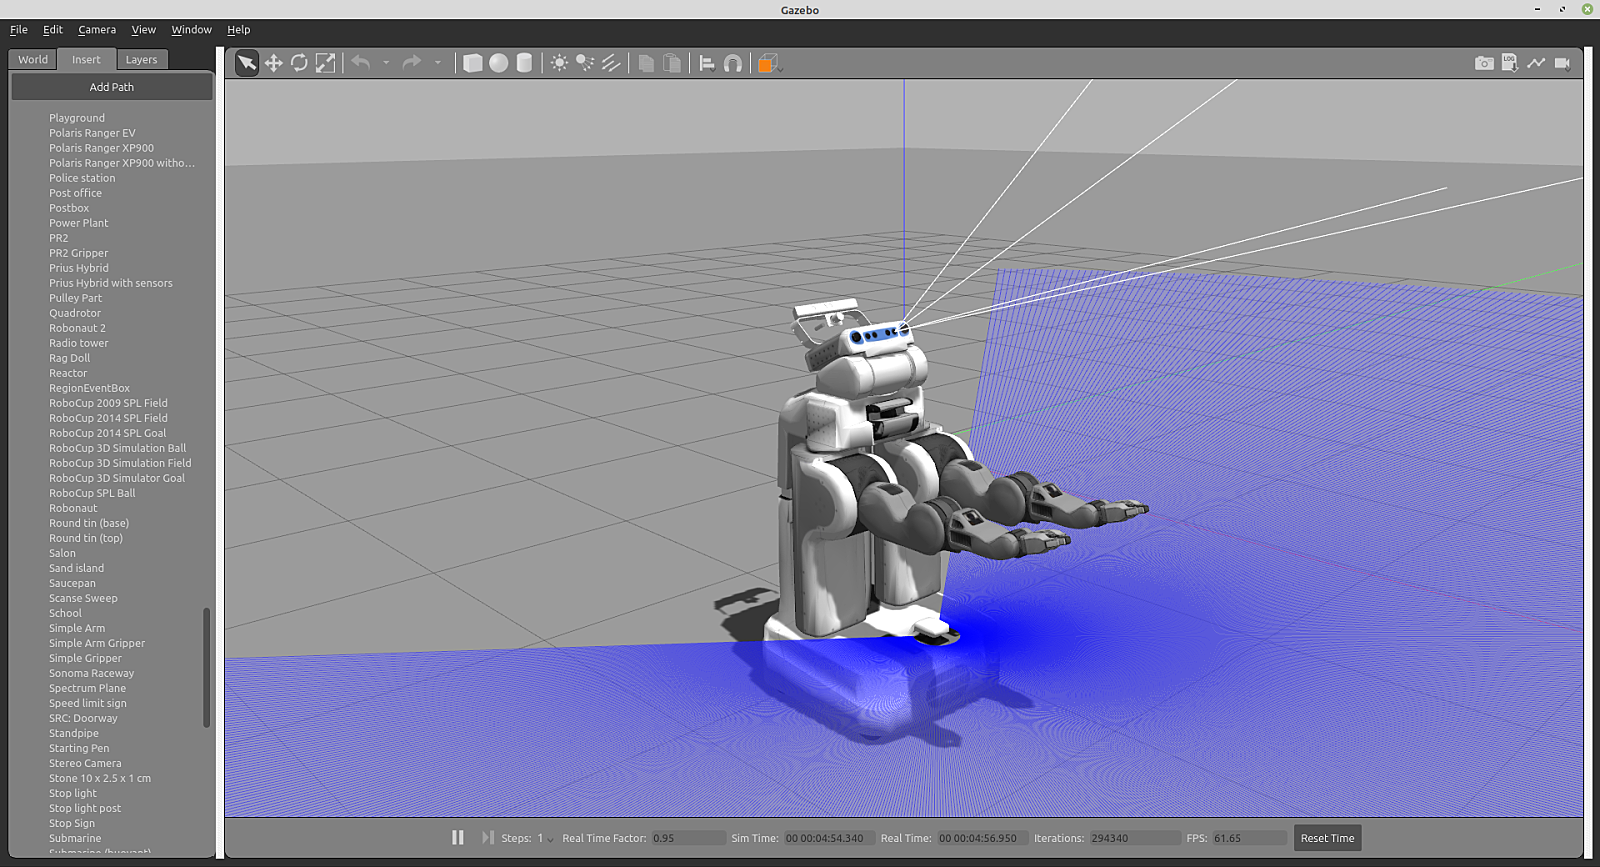 Gazebo
File Edit Camera View Window Help
World Insert Layers
LOG
Add Path
Playground
Polaris Ranger EV
Polaris Ranger XP900
Polaris Ranger XP900 witho...
Police station
Post office
Postbox
Power Plant
PR2
PR2 Gripper
Prius Hybrid
Prius Hybrid with sensors
Pulley Part
Quadrotor
Robonaut 2
Radio tower
Rag Doll
Reactor
RegionEventBox
RoboCup 2009 SPL Field
RoboCup 2014 SPL Field
RoboCup 2014 SPL Goal
RoboCup 3D Simulation Ball
RoboCup 3D Simulation Field
RoboCup 3D Simulator Goal
RoboCup SPL Ball
Robonaut
Round tin (base)
Round tin (top)
Salon
Sand island
Saucepan
Scanse Sweep
School
Simple Arm
Simple Arm Gripper
Simple Gripper
Sonoma Raceway
Spectrum Plane
Speed limit sign
SRC: Doorway
Standpipe
Starting Pen
Stereo Camera
Stone 10 x 2.5 x 1 cm
Stop light
Stop light post
Stop Sign
Submarine
Submarine (buoyant)
Steps: 1 Real Time Factor: 0.95 Sim Time: 00 00:04:54.340 Real Time: 00 00:04:56.950 Iterations: 294340 FPS: 61.65 Reset Time